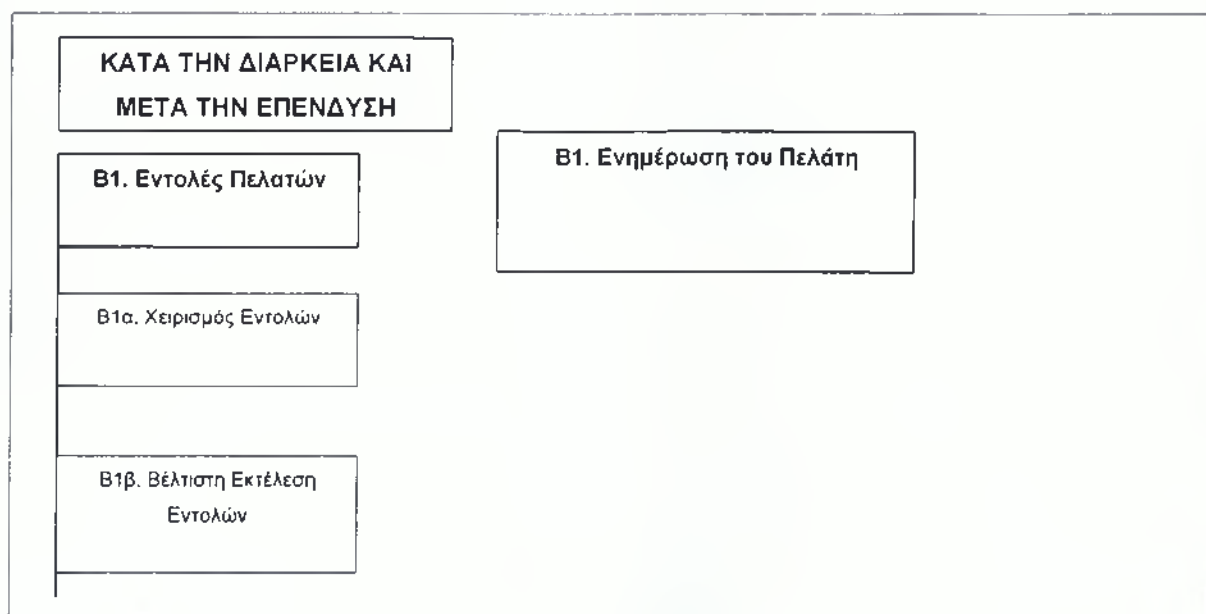 ΚΑΤΑ ΤΗΝ ΔΙΑΡΚΕΙΑ ΚΑΙ
ΜΕΤΑ ΤΗΝ ΕΠΕΝΔΥΣΗ
Β1. Εντολές Πελατών
Β1. Ενημέρωση του Πελάτη
Β1α. Χειρισμός Εντολών
Β1β. Βέλτιστη Εκτέλεση
Εντολών